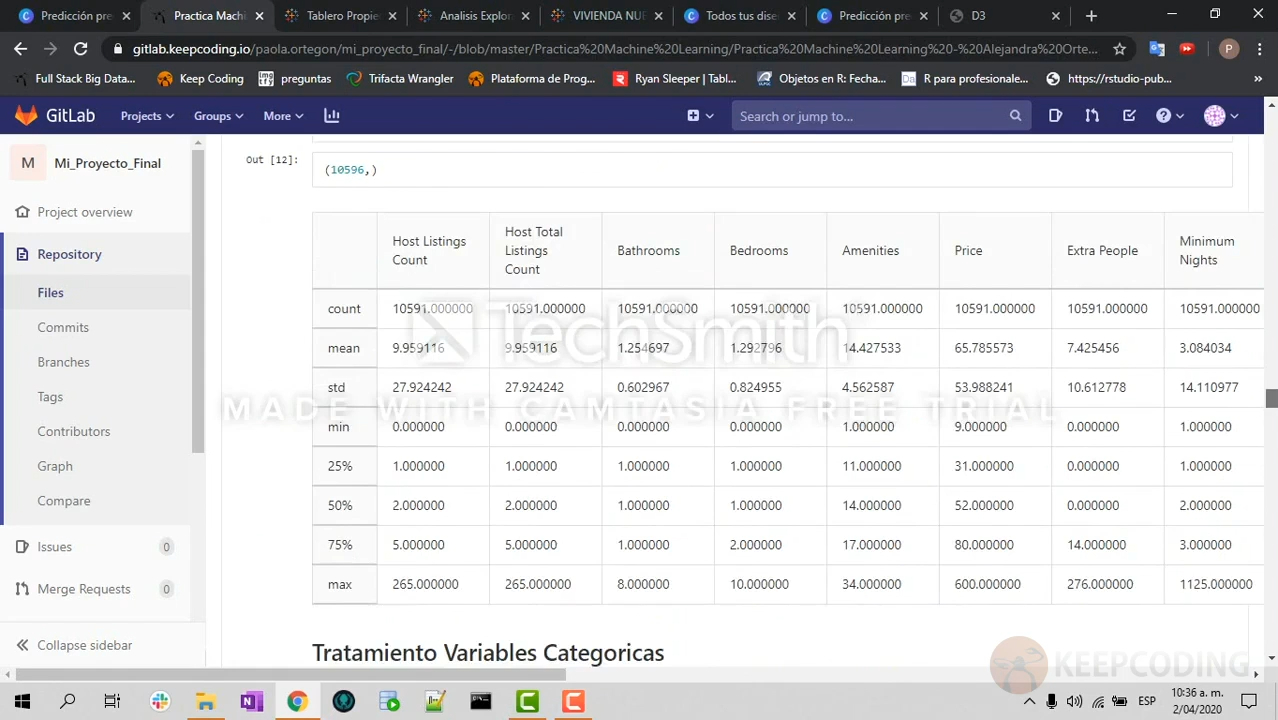 Predicción pre
Practica Machi
Tablero Propie
Analisis Explor
VIVIENDA NUE
Todos tus dise
Predicción pre
D3
gitlab.keepcoding.io/paola.ortegon/mi_proyecto_final/-/blob/master/Practica%20Machine%20Learning/Practica%20Machine%20Learning%20-%20Alejandra%20Orte...
P
Full Stack Big Data...
Keep Coding
preguntas
Trifacta Wrangler
Plataforma de Prog...
Ryan Sleeper | Tabl...
Objetos en R: Fecha...
R para profesionale...
https://rstudio-pub...
GitLab
Projects
Groups
More
Search or jump to...
M
Mi_Proyecto_Final
Project overview
Repository
Files
Commits
Branches
Tags
Contributors
Graph
Compare
Issues 0
Merge Requests 0
Collapse sidebar
Out [12]:
(10596,)
Host Listings Count
Host Total Listings Count
Bathrooms
Bedrooms
Amenities
Price
Extra People
Minimum Nights
count 10591.000000 10591.000000 10591.000000 10591.000000 10591.000000 10591.000000 10591.000000 10591.000000
mean 9.959116 9.959116 1.254697 1.292796 14.427533 65.785573 7.425456 3.084034
std 27.924242 27.924242 0.602967 0.824955 4.562587 53.988241 10.612778 14.110977
min 0.000000 0.000000 0.000000 0.000000 1.000000 9.000000 0.000000 1.000000
25% 1.000000 1.000000 1.000000 1.000000 11.000000 31.000000 0.000000 1.000000
50% 2.000000 2.000000 1.000000 1.000000 14.000000 52.000000 0.000000 2.000000
75% 5.000000 5.000000 1.000000 2.000000 17.000000 80.000000 14.000000 3.000000
max 265.000000 265.000000 8.000000 10.000000 34.000000 600.000000 276.000000 1125.000000
Tratamiento Variables Categoricas
TechSmith
MADE WITH CAMTASIA FREE TRIAL
KEEPCODING
ESP
10:36 a. m.
2/04/2020